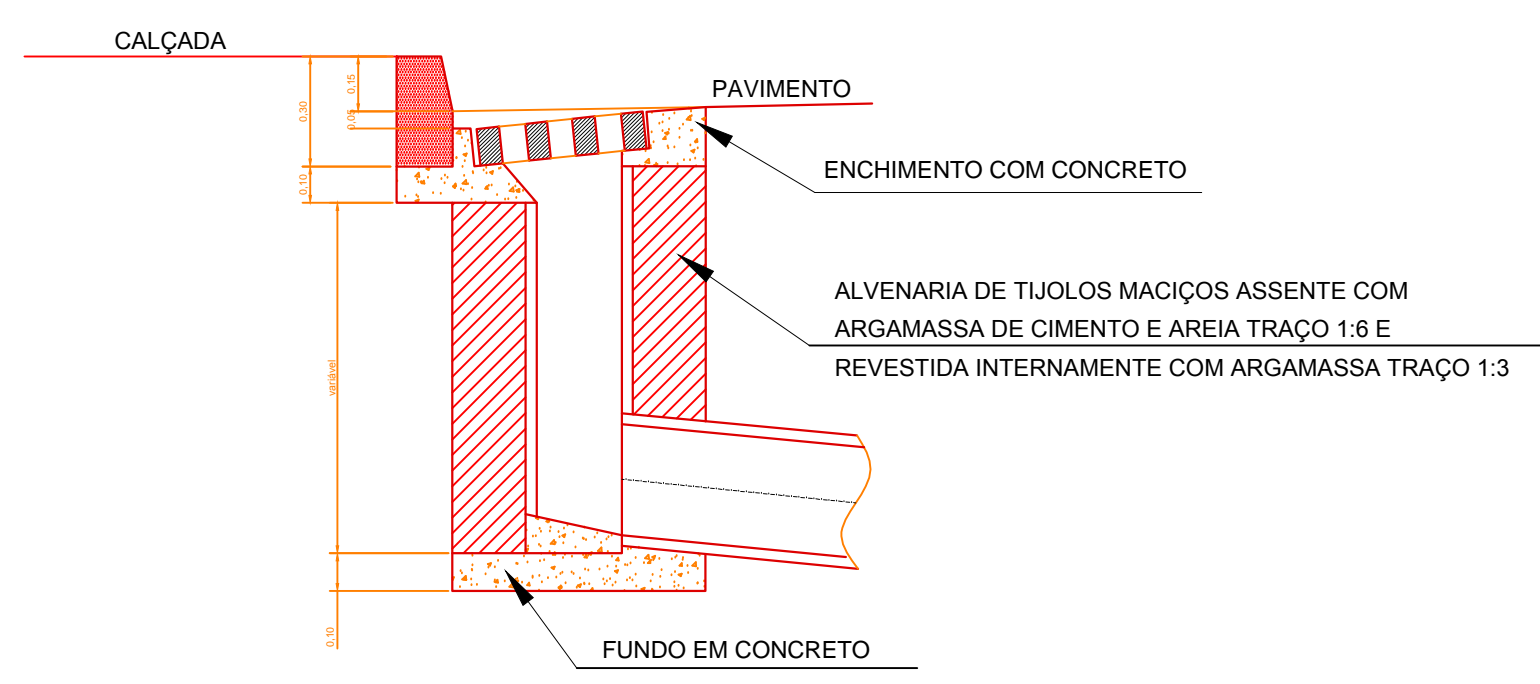 CALÇADA
PAVIMENTO
0,15
0,30
0,05
ENCHIMENTO COM CONCRETO
0,10
ALVENARIA DE TIJOLOS MACIÇOS ASSENTE COM
ARGAMASSA DE CIMENTO E AREIA TRAÇO 1:6 E
REVESTIDA INTERNAMENTE COM ARGAMASSA TRAÇO 1:3
variável
0,10
FUNDO EM CONCRETO